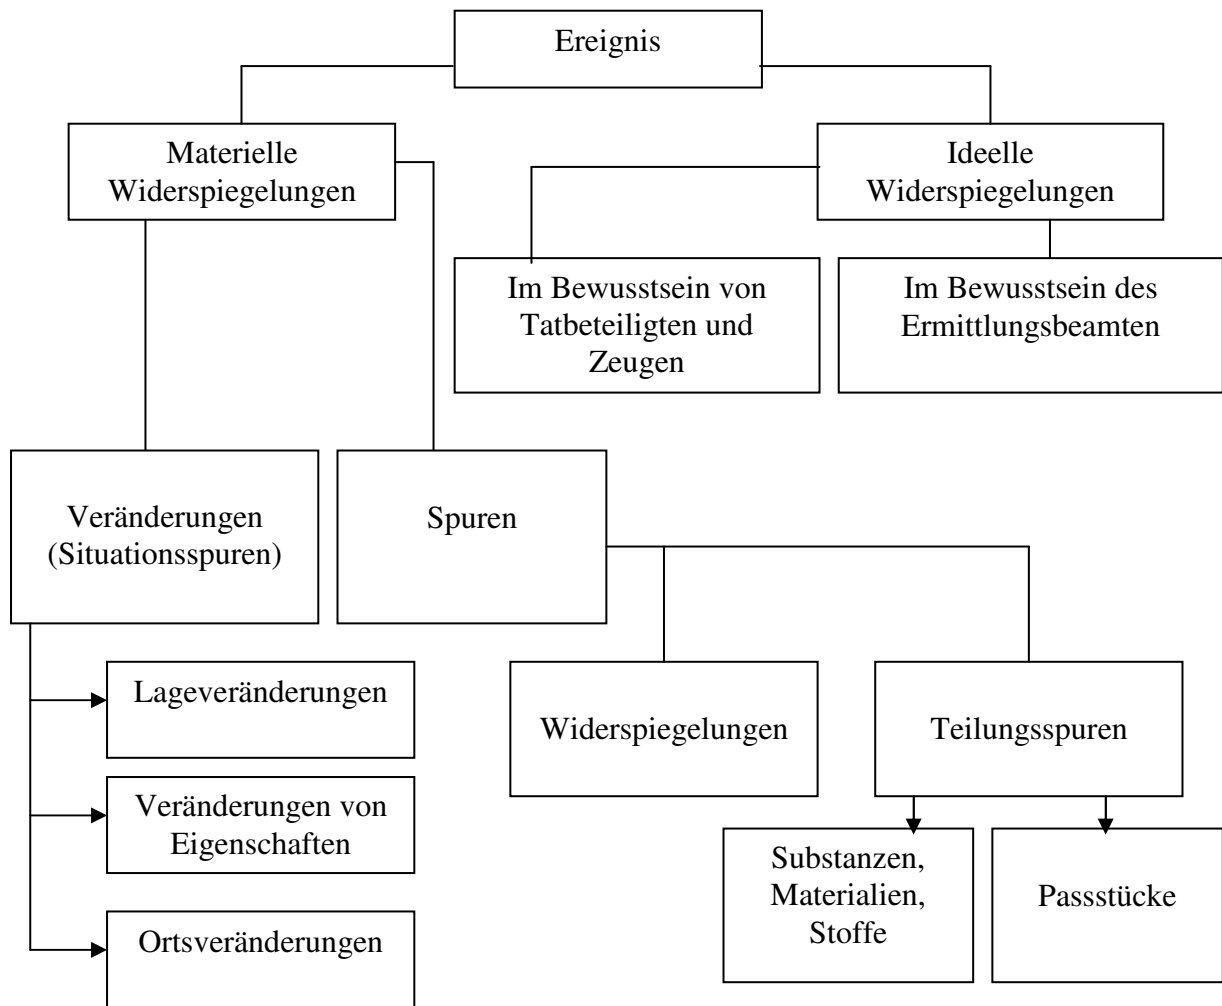 Ereignis
Materielle
Widerspiegelungen
Ideelle
Widerspiegelungen
Im Bewusstsein von
Tatbeteiligten und
Zeugen
Im Bewusstsein des
Ermittlungsbeamten
Veränderungen
(Situationsspuren)
Spuren
Lageveränderungen
Veränderungen von
Eigenschaften
Ortsveränderungen
Widerspiegelungen
Teilungsspuren
Substanzen,
Materialien,
Stoffe
Passstücke